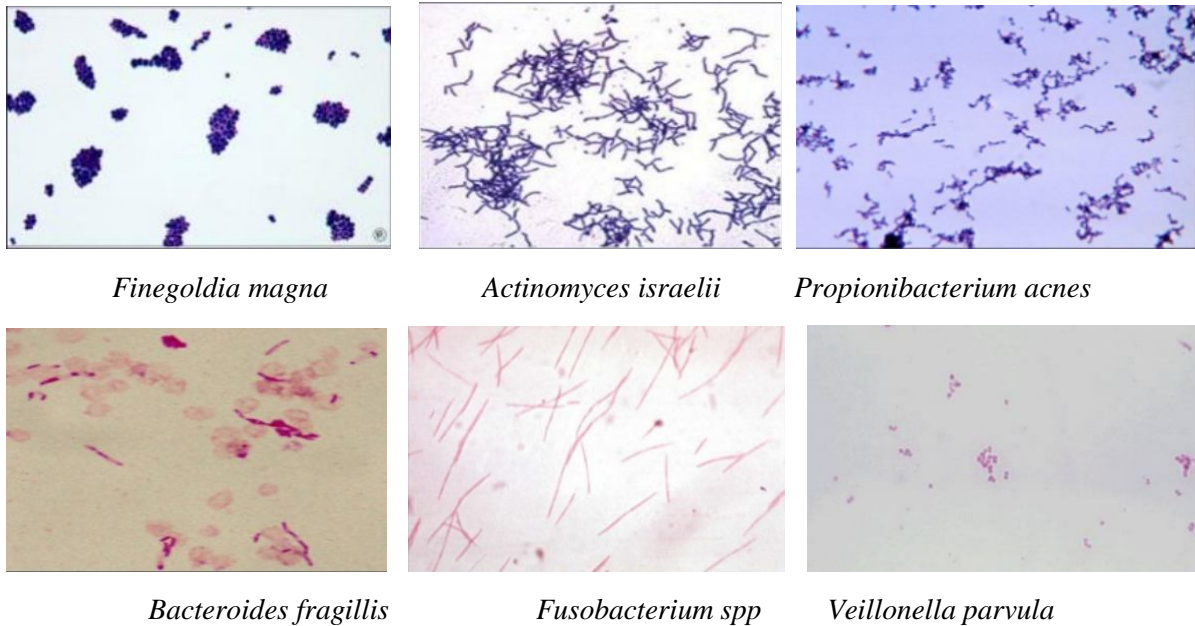 Finegoldia magna Actinomyces israelii Propionibacterium acnes
Bacteroides fragillis Fusobacterium spp Veillonella parvula